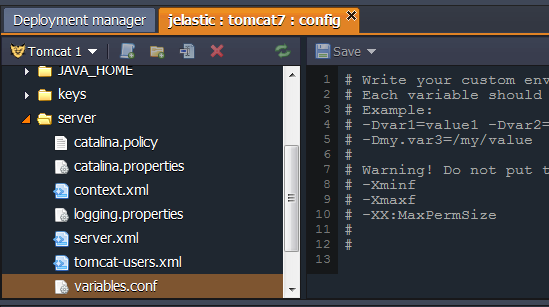 Deployment manager
jelastic : tomcat7 : config
Tomcat 1
Save
JAVA_HOME
keys
server
catalina.policy
catalina.properties
context.xml
logging.properties
server.xml
tomcat-users.xml
variables.conf
1 # Write your custom env
2 # Each variable should
3 # Example:
4 # -Dvar1=value1 -Dvar2=
5 # -Dmy.var3=/my/value
6 #
7 # Warning! Do not put t
8 # -Xminf
9 # -Xmaxf
10 # -XX:MaxPermSize
11 #
12 #
13